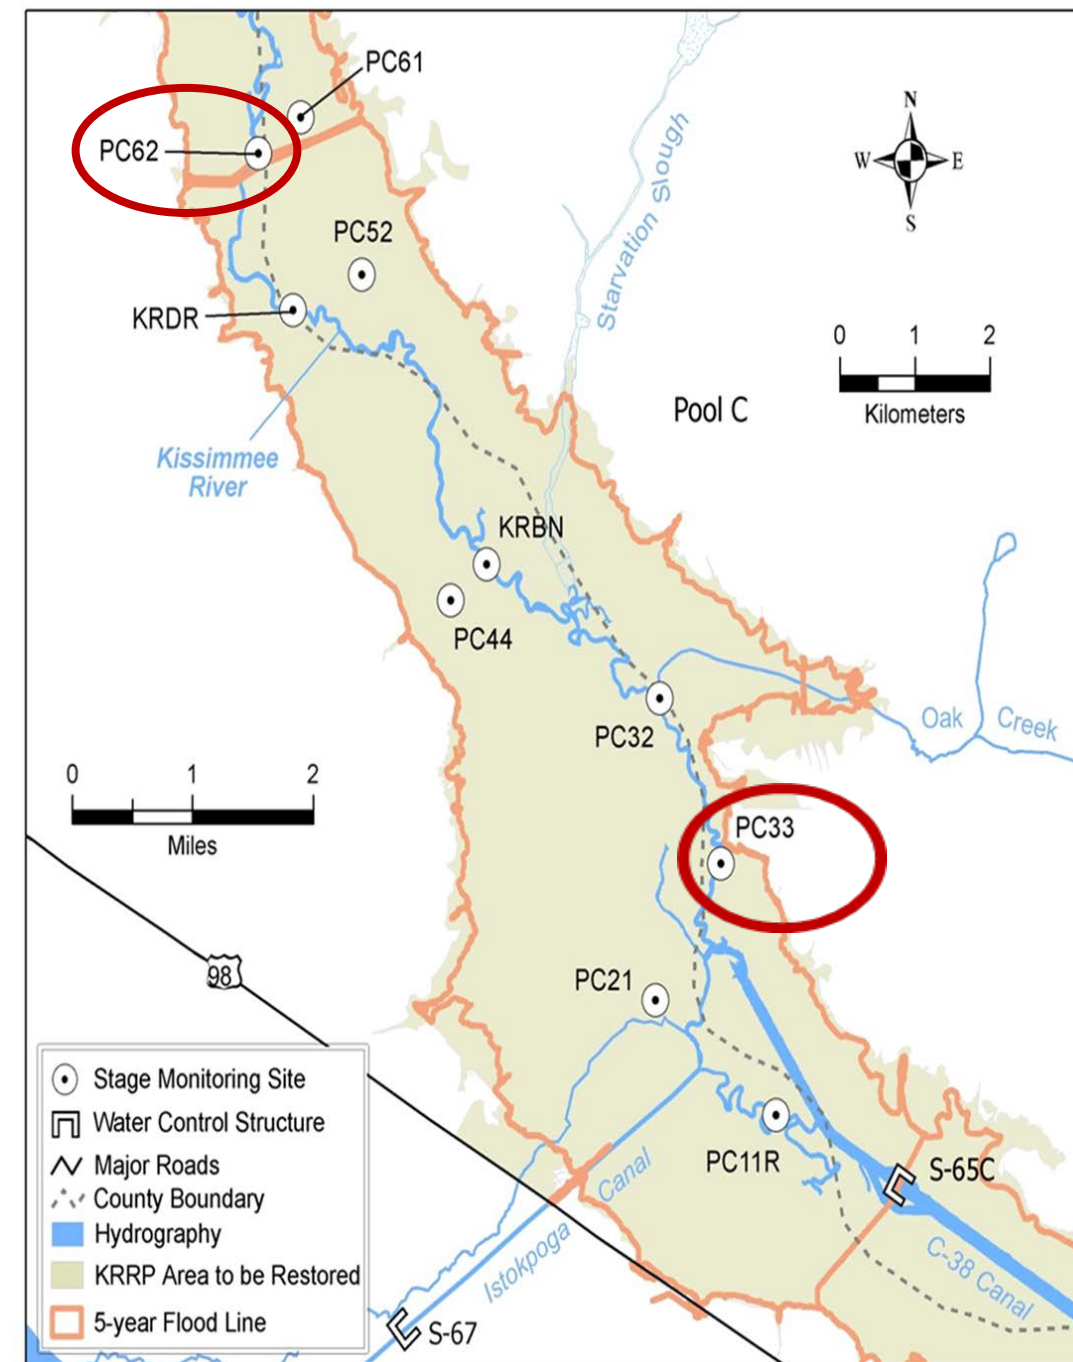 PC61
PC62
PC52
KRDR
Kissimmee
River
Starvation Slough
N
W
E
S
0 1 2
Kilometers
Pool C
KRBN
PC44
PC32
Oak Creek
0 1 2
Miles
PC33
98
PC21
PC11R
S-65C
Istokpoga Canal
C-38 Canal
S-67
Stage Monitoring Site
Water Control Structure
Major Roads
County Boundary
Hydrography
KRRP Area to be Restored
5-year Flood Line